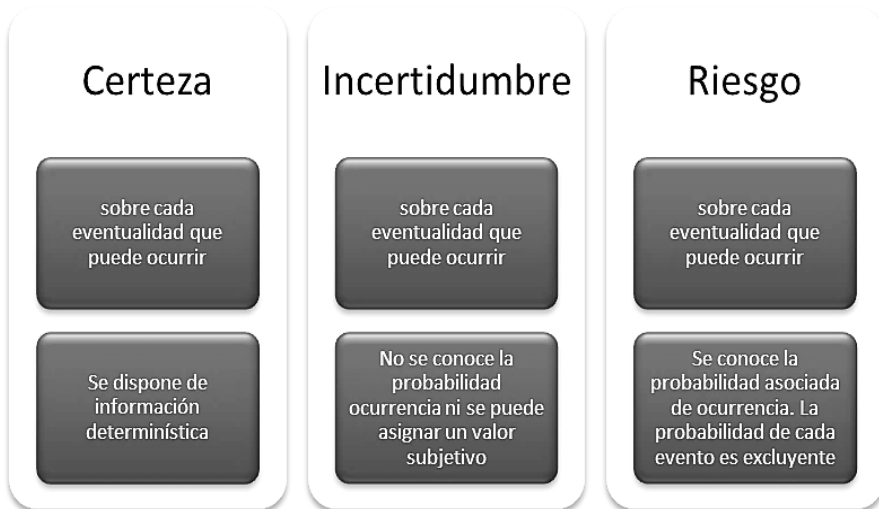 Certeza
sobre cada
eventualidad que
puede ocurrir
Se dispone de
información
determinística
Incertidumbre
sobre cada
eventualidad que
puede ocurrir
No se conoce la
probabilidad
ocurrencia ni se puede
asignar un valor
subjetivo
Riesgo
sobre cada
eventualidad que
puede ocurrir
Se conoce la
probabilidad asociada
de ocurrencia. La
probabilidad de cada
evento es excluyente